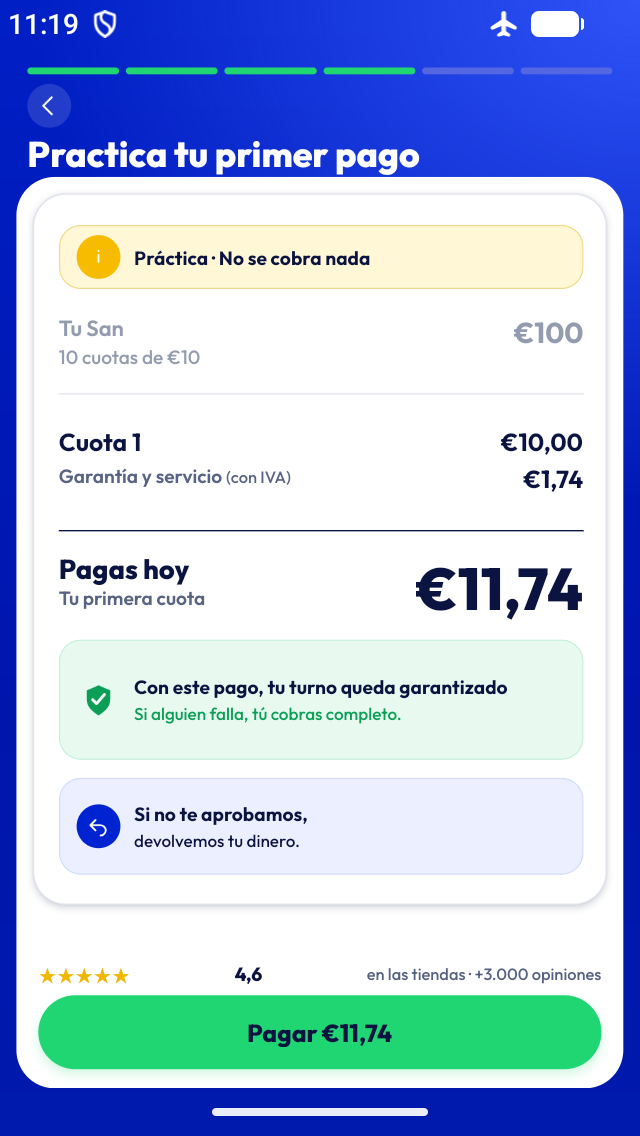 11:19
Practica tu primer pago
i
Práctica · No se cobra nada
Tu San
€100
10 cuotas de €10
Cuota 1
€10,00
Garantía y servicio (con IVA)
€1,74
Pagas hoy
€11,74
Tu primera cuota
Con este pago, tu turno queda garantizado
Si alguien falla, tú cobras completo.
Si no te aprobamos,
devolvemos tu dinero.
4,6
en las tiendas · +3.000 opiniones
Pagar €11,74